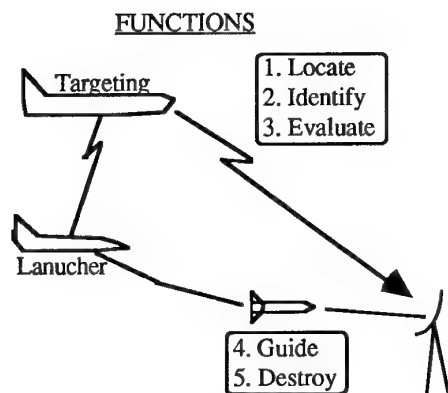 FUNCTIONS
Targeting
1. Locate
2. Identify
3. Evaluate
Lanucher
4. Guide
5. Destroy